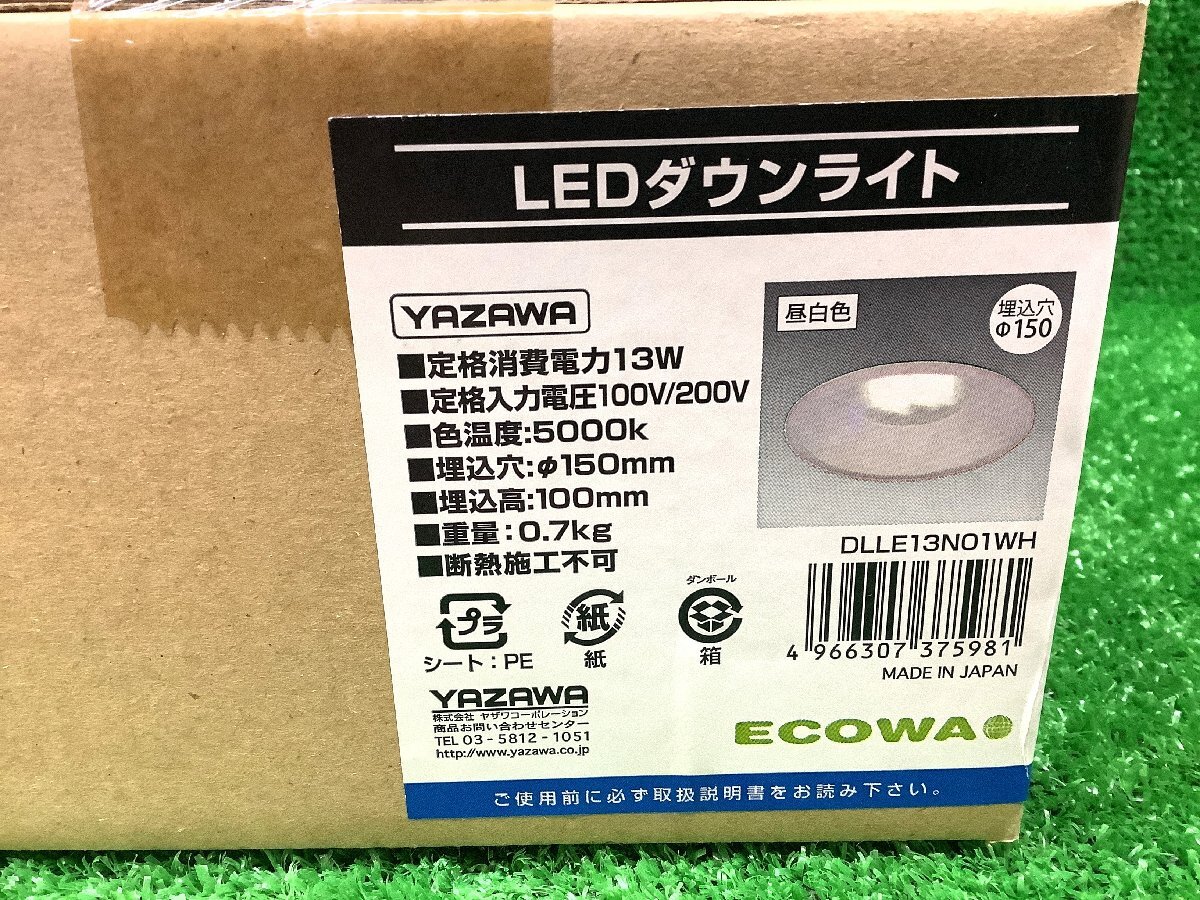 LEDダウンライト
YAZAWA
■定格消費電力13W
■定格入力電圧100V/200V
■色温度:5000k
■埋込穴:φ150mm
■埋込高:100mm
■重量:0.7kg
■断熱施工不可
昼白色
埋込穴
Φ150
DLLE13N01WH
4 966307 375981
MADE IN JAPAN
プラ
シート:PE
紙
紙
ダンボール
箱
YAZAWA
株式会社 ヤザワコーポレーション
商品お問い合わせセンター
TEL 03-5812-1051
http://www.yazawa.co.jp
ECOWA
ご使用前に必ず取扱説明書をお読み下さい。